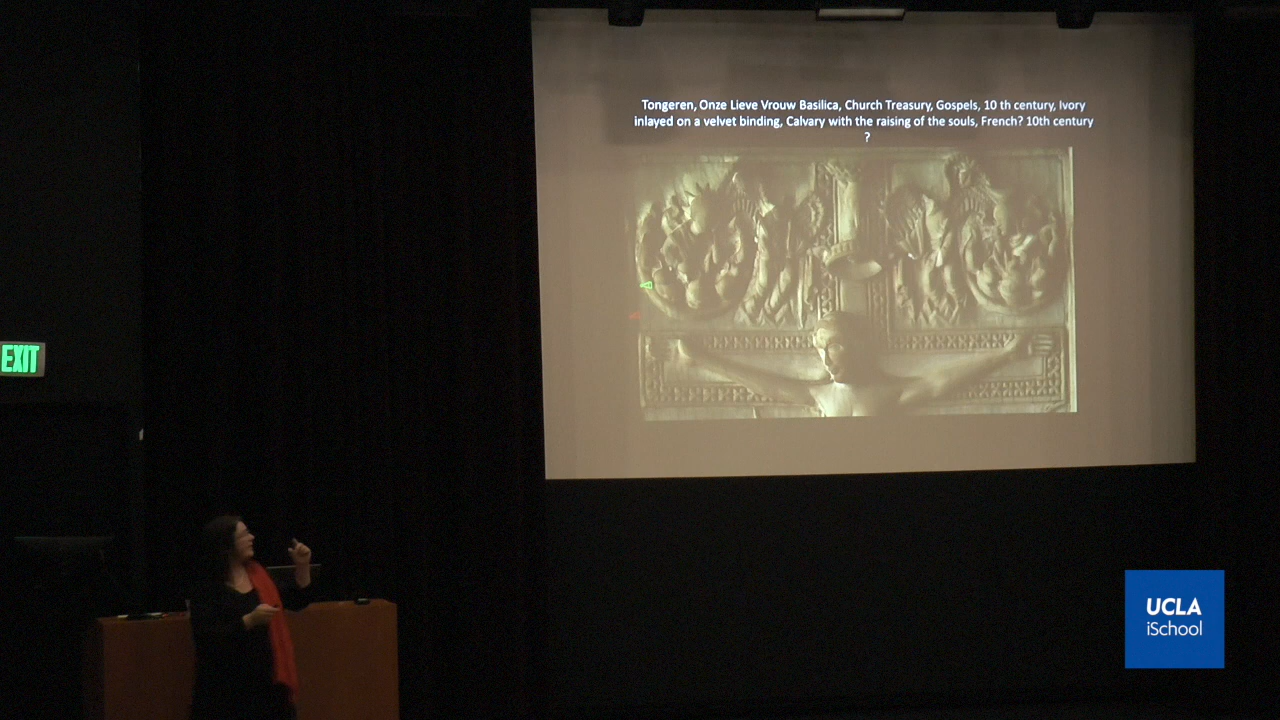 Tongeren, Onze Lieve Vrouw Basilica, Church Treasury, Gospels, 10 th century, Ivory
inlayed on a velvet binding, Calvary with the raising of the souls, French? 10th century
?
EXIT
UCLA
iSchool